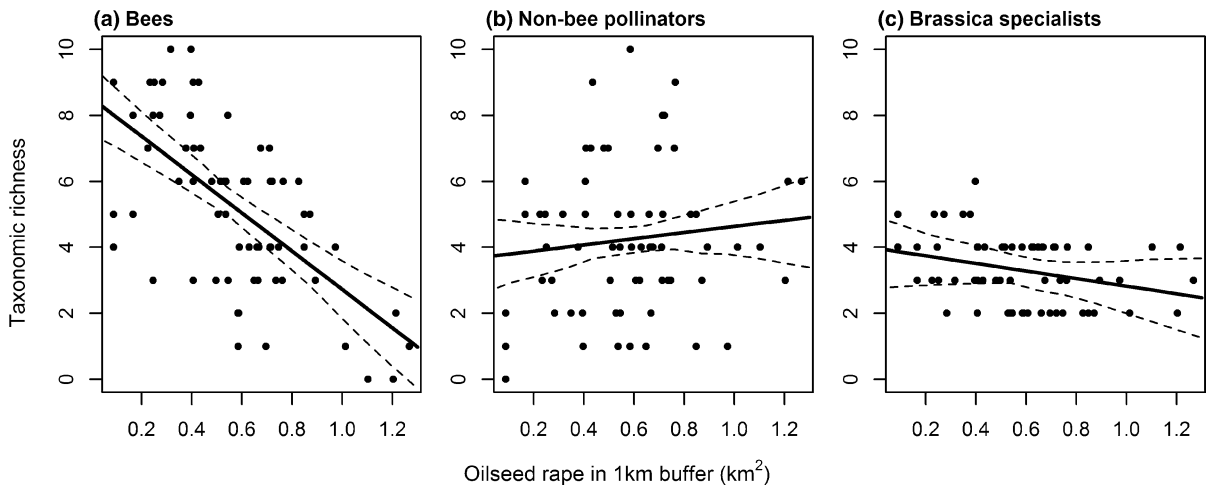 (a) Bees
(b) Non-bee pollinators
(c) Brassica specialists
Taxonomic richness
10
8
6
4
2
0
0.2 0.4 0.6 0.8 1.0 1.2
10
8
6
4
2
0
0.2 0.4 0.6 0.8 1.0 1.2
10
8
6
4
2
0
0.2 0.4 0.6 0.8 1.0 1.2
Oilseed rape in 1km buffer (km²)